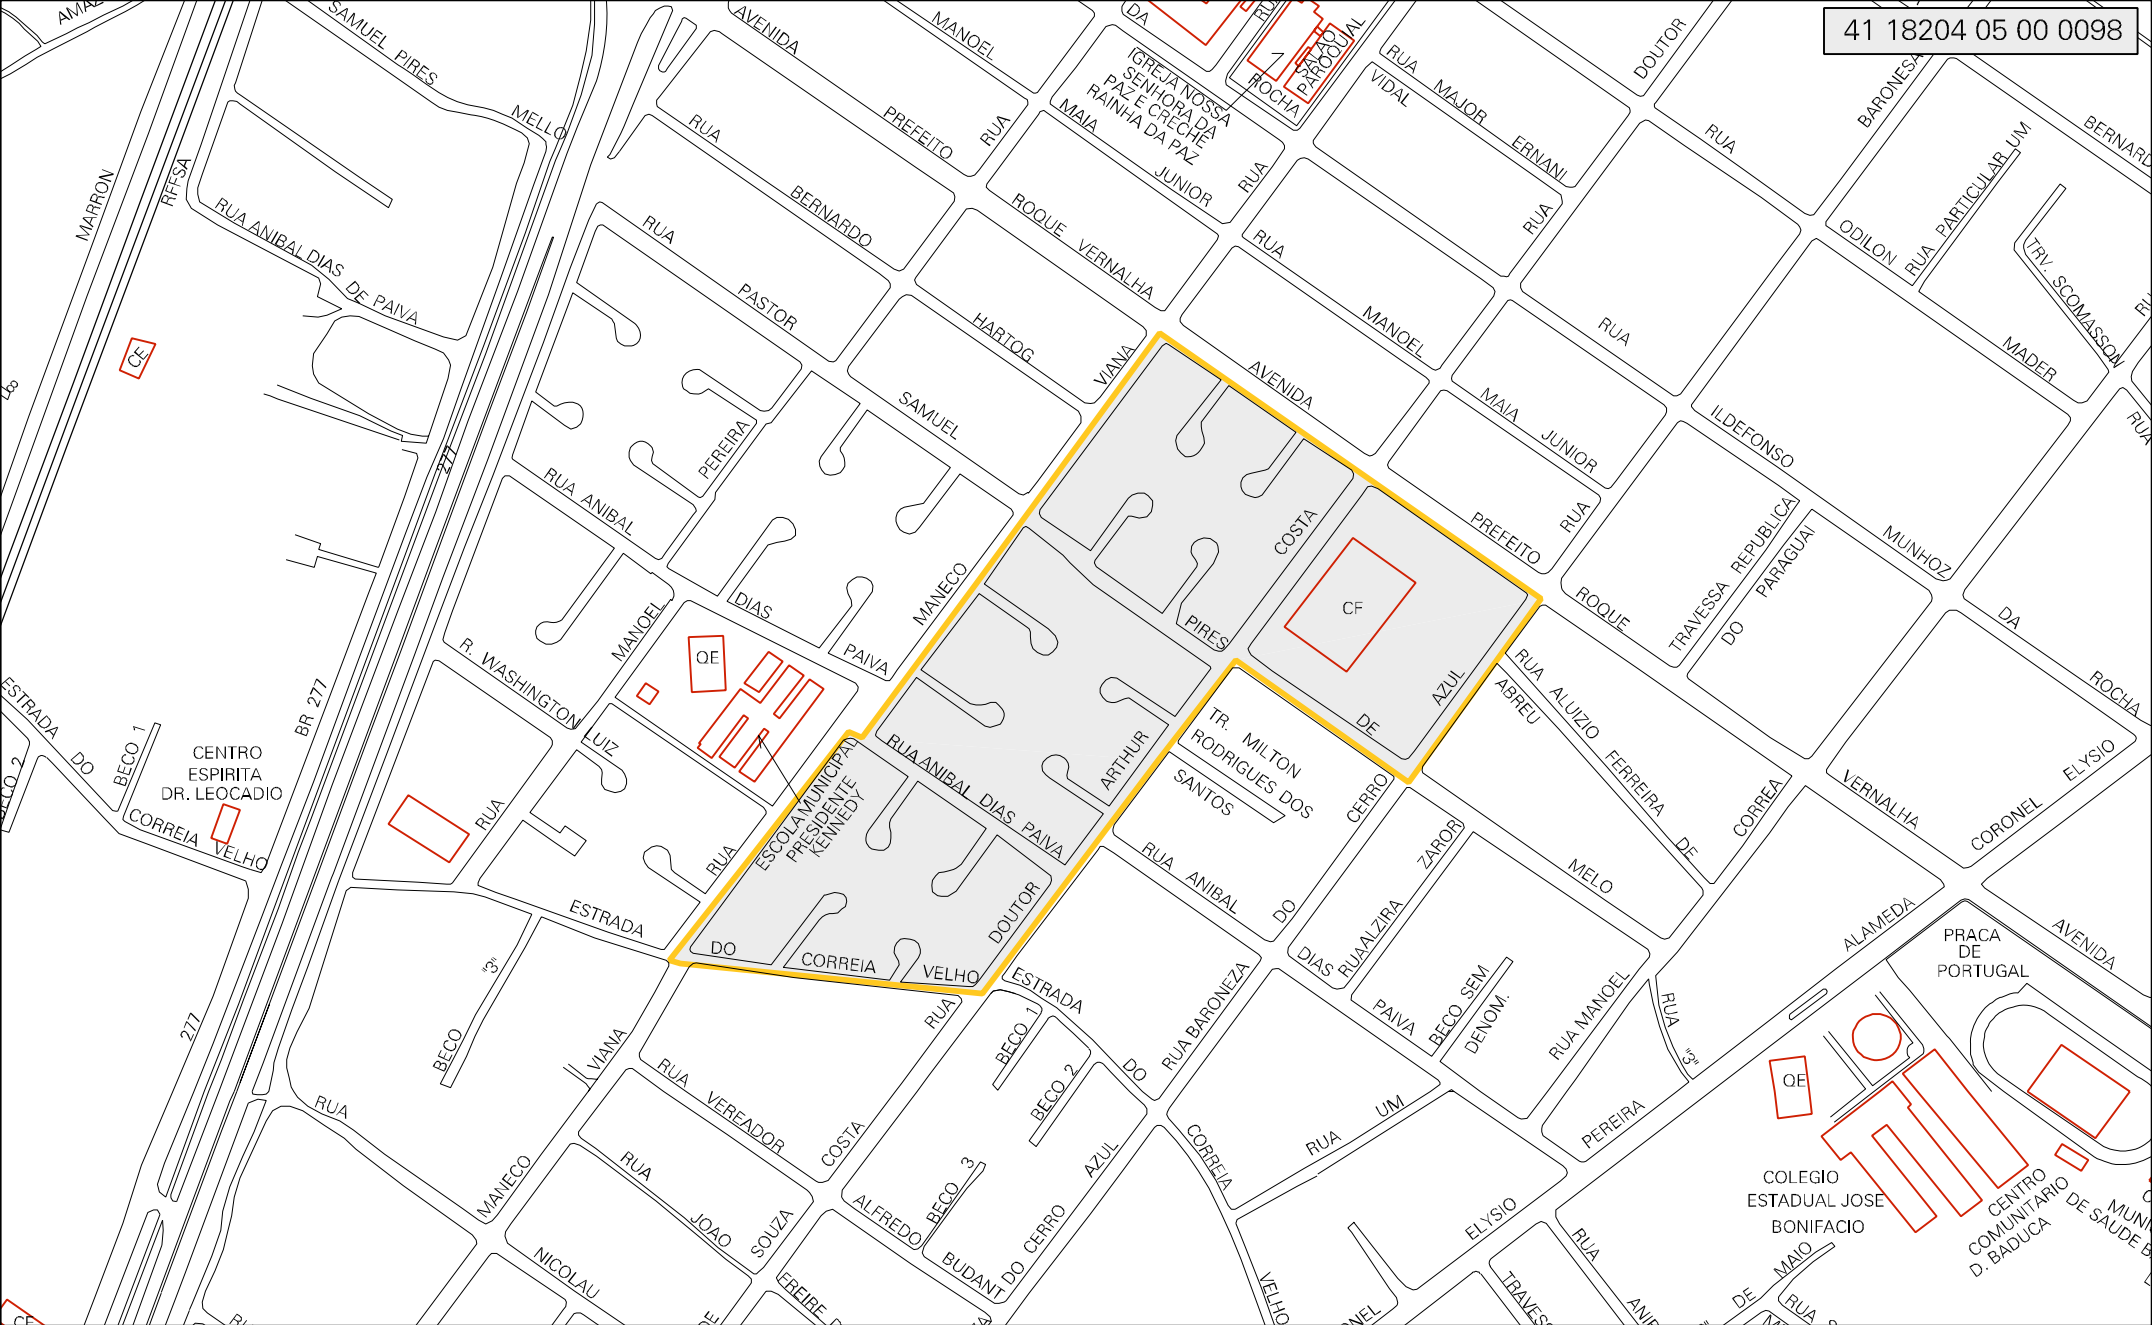 41 18204 05 00 0098
SAMUEL PIRES
MELLO
AVENIDA
MANOEL
PREFEITO
RUA
DA
ROCHA
SALAO
PAROQUIAL
IGREJA NOSSA
SENHORA DA
PAZ E CRECHE
RAINHA DA PAZ
RUA
VIDAL
MAJOR
ERNANI
DOUTOR
RUA
BARONESA
BERNARD
MARRON
RFFSA
RUA ANIBAL DIAS
DE PAIVA
RUA
BERNARDO
MAIA
JUNIOR
RUA
ROQUE
VERNALHA
RUA
RUA
ODILON
RUA PARTICULAR UM
TRV. SCOMASSON
MADER
RUA
RUA
PASTOR
HARTOG
VIANA
MANOEL
RUA
CE
SAMUEL
AVENIDA
MAIA
JUNIOR
ILDEFONSO
277
PEREIRA
RUA ANIBAL
COSTA
PREFEITO
RUA
TRAVESSA REPUBLICA
DO
PARAGUAI
MUNHOZ
DIAS
PAIVA
MANECO
CF
PIRES
ROQUE
DA
ROCHA
MANOEL
R. WASHINGTON
LUIZ
QE
AZUL
DE
RUA ALUIZIO
FERREIRA
DE
ABREU
ESTRADA
DO
BECO 1
BECO 2
BR 277
CENTRO
ESPIRITA
DR. LEOCADIO
CORREIA
VELHO
RUA
RUA
ESCOLA MUNICIPAL
PRESIDENTE
KENNEDY
RUA ANIBAL
DIAS
PAIVA
ARTHUR
TR.
MILTON
RODRIGUES DOS
SANTOS
CERRO
CORREA
VERNALHA
CORONEL
ELYSIO
RUA
ANIBAL
ZAROR
RUA ALZIRA
MELO
DO
DIAS
ESTRADA
DO
CORREIA
VELHO
DOUTOR
ALAMEDA
AVENIDA
PRACA
DE
PORTUGAL
"3"
BECO
277
ESTRADA
DO
BECO 1
BECO 2
RUA BARONEZA
PAIVA
BECO SEM
DENOM.
RUA MANOEL
RUA
"3"
VIANA
RUA
RUA
VEREADOR
RUA
COSTA
AZUL
CORREIA
RUA
UM
PEREIRA
QE
RUA
JOAO
SOUZA
MANECO
ALFREDO
BECO
3
BUDANT
DO
CERRO
ELYSIO
COLEGIO
ESTADUAL JOSE
BONIFACIO
CENTRO
COMUNITARIO
D. BADUCA
DE SAUDE
NICOLAU
FREIRE
VELHO
RUA
DE
MAIO
RUA